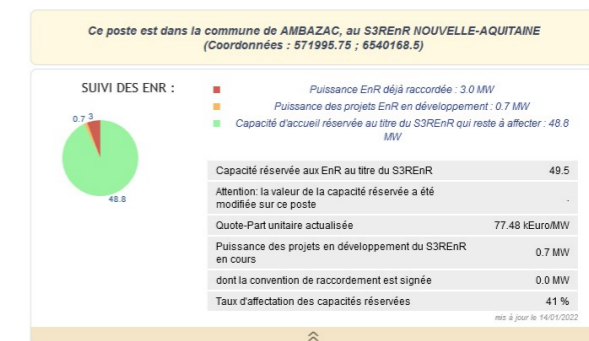 Ce poste est dans la commune de AMBAZAC, au S3REnR NOUVELLE-AQUITAINE
(Coordonnées : 571995.75 ; 6540168.5)
SUIVI DES ENR :
Puissance EnR déjà raccordée : 3.0 MW
Puissance des projets EnR en développement : 0.7 MW
Capacité d'accueil réservée au titre du S3REnR qui reste à affecter : 48.8
MW
0.7 3
48.8
Capacité réservée aux EnR au titre du S3REnR 49.5
Attention: la valeur de la capacité réservée a été
modifiée sur ce poste .
Quote-Part unitaire actualisée 77.48 kEuro/MW
Puissance des projets en développement du S3REnR
en cours 0.7 MW
dont la convention de raccordement est signée 0.0 MW
Taux d'affectation des capacités réservées 41 %
mis à jour le 14/01/2022